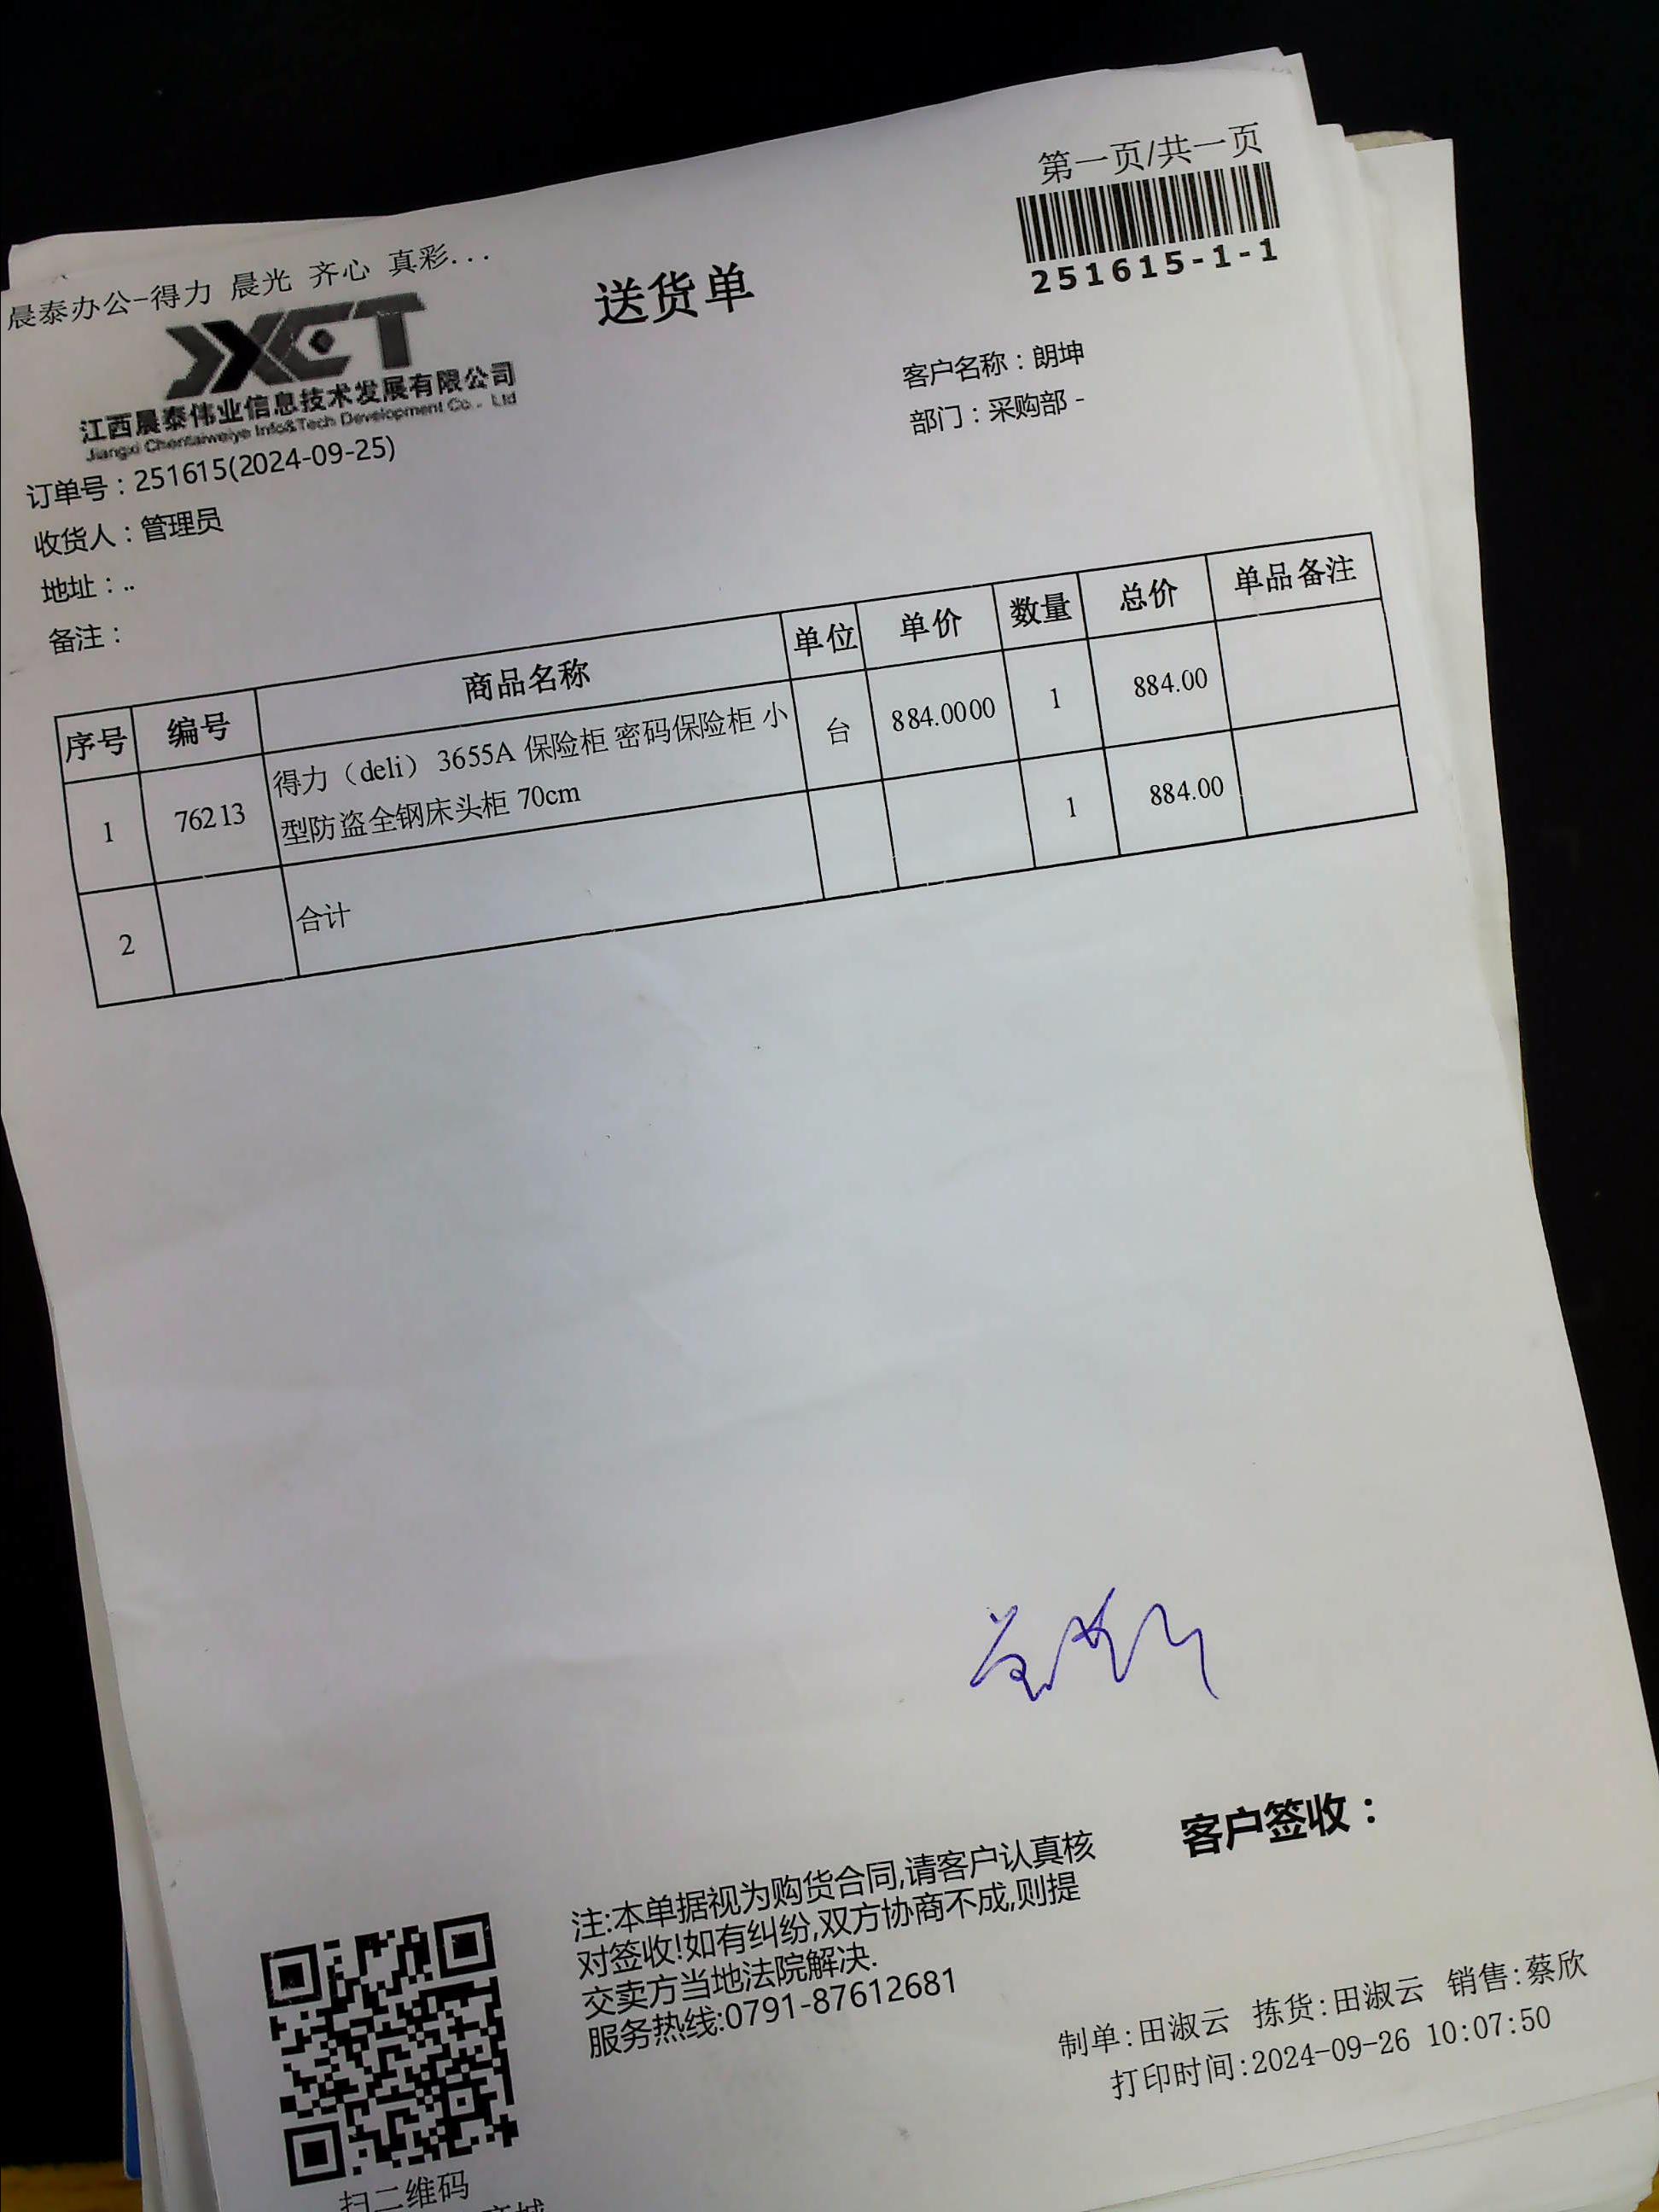 第一页/共一页
251615-1-1
晨泰办公-得力 晨光 齐心 真彩...
送货单
JXCT
江西晨泰伟业信息技术发展有限公司
Jiangxi Chentaiweiye Info&Tech Development Co., Ltd
客户名称：朗坤
部门：采购部 -
订单号：251615(2024-09-25)
收货人：管理员
地址：..
备注：
序号 编号 商品名称 单位 单价 数量 总价 单品备注
1 76213 得力（deli） 3655A 保险柜 密码保险柜 小 台 884.0000 1 884.00
型防盗全钢床头柜 70cm
2 合计 1 884.00
客户签收：
注:本单据视为购货合同,请客户认真核
对签收!如有纠纷,双方协商不成,则提
交卖方当地法院解决.
服务热线:0791-87612681
制单:田淑云 拣货:田淑云 销售:蔡欣
打印时间:2024-09-26 10:07:50
扫二维码